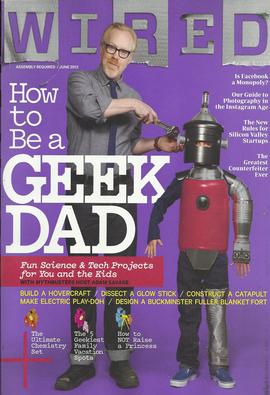 WIRED
ASSEMBLY REQUIRED / JUNE 2012
How
to
Be a
GEEK
DAD
Is Facebook
a Monopoly?
Our Guide to
Photography in
the Instagram Age
The New
Rules for
Silicon Valley
Startups
The
Greatest
Counterfeiter
Ever
Fun Science & Tech Projects
for You and the Kids
WITH MYTHBUSTERS HOST ADAM SAVAGE
BUILD A HOVERCRAFT / DISSECT A GLOW STICK / CONSTRUCT A CATAPULT
MAKE ELECTRIC PLAY-DOH / DESIGN A BUCKMINSTER FULLER BLANKET FORT
The
Ultimate
Chemistry
Set
The 5
Geekiest
Family
Vacation
Spots
How to
NOT Raise
a Princess